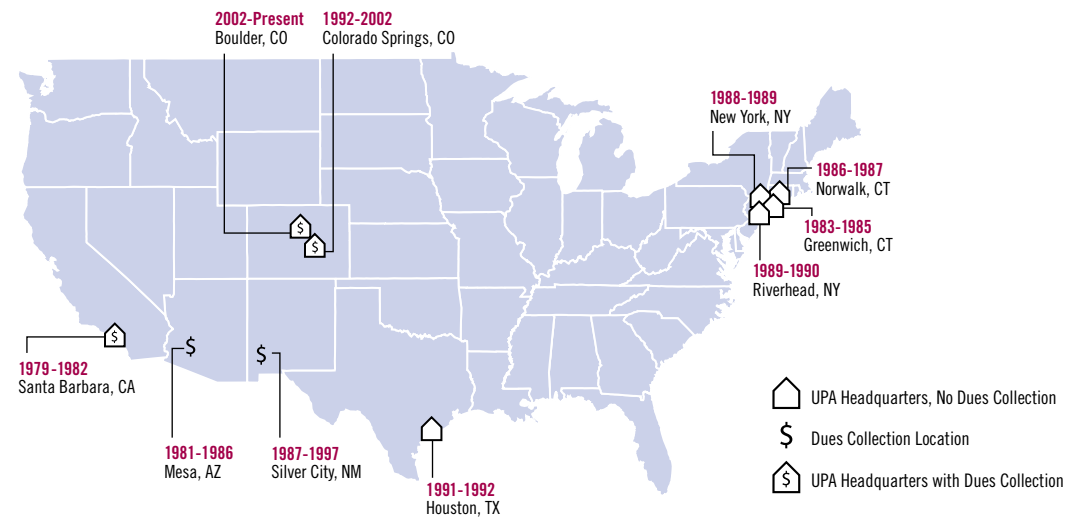 2002-Present
Boulder, CO
1992-2002
Colorado Springs, CO
1988-1989
New York, NY
1986-1987
Norwalk, CT
1983-1985
Greenwich, CT
1989-1990
Riverhead, NY
$
$
$
1979-1982
Santa Barbara, CA
$
1981-1986
Mesa, AZ
$
1987-1997
Silver City, NM
1991-1992
Houston, TX
UPA Headquarters, No Dues Collection
$ Dues Collection Location
$ UPA Headquarters with Dues Collection